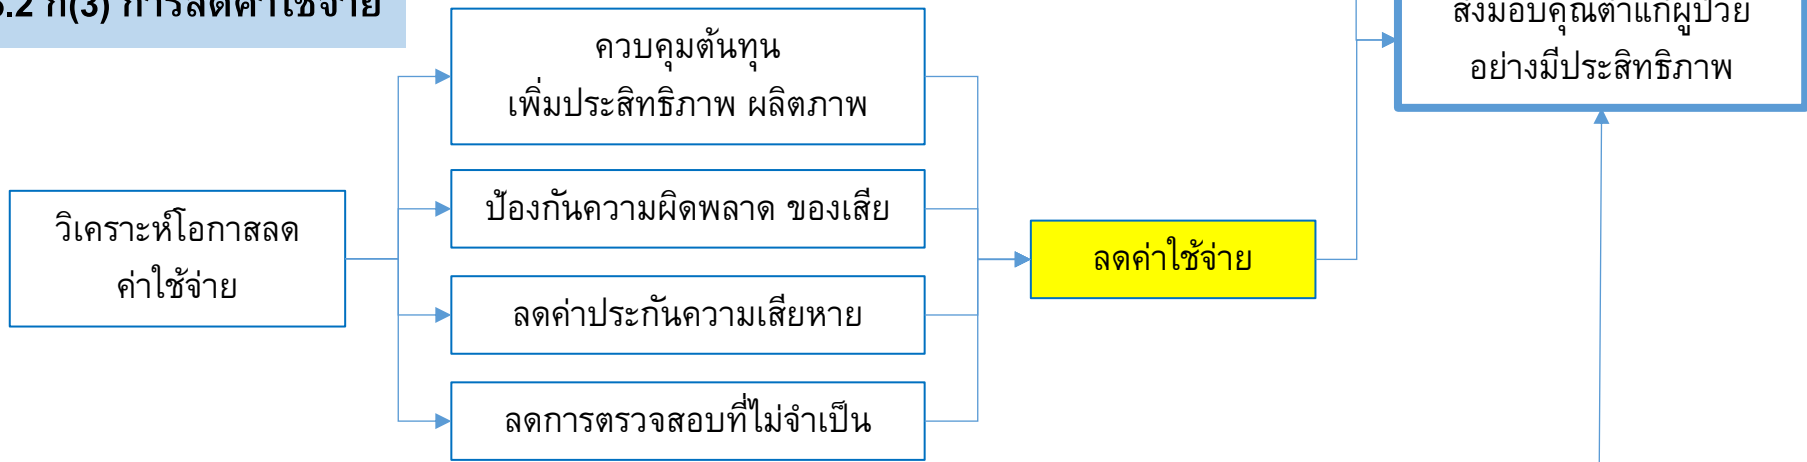 6.2 ก(3) การลดค่าใช้จ่าย
ส่งมอบคุณค่าแก่ผู้ป่วย
อย่างมีประสิทธิภาพ
ควบคุมต้นทุน
เพิ่มประสิทธิภาพ ผลิตภาพ
วิเคราะห์โอกาสลด
ค่าใช้จ่าย
ป้องกันความผิดพลาด ของเสีย
ลดค่าประกันความเสียหาย
ลดการตรวจสอบที่ไม่จำเป็น
ลดค่าใช้จ่าย